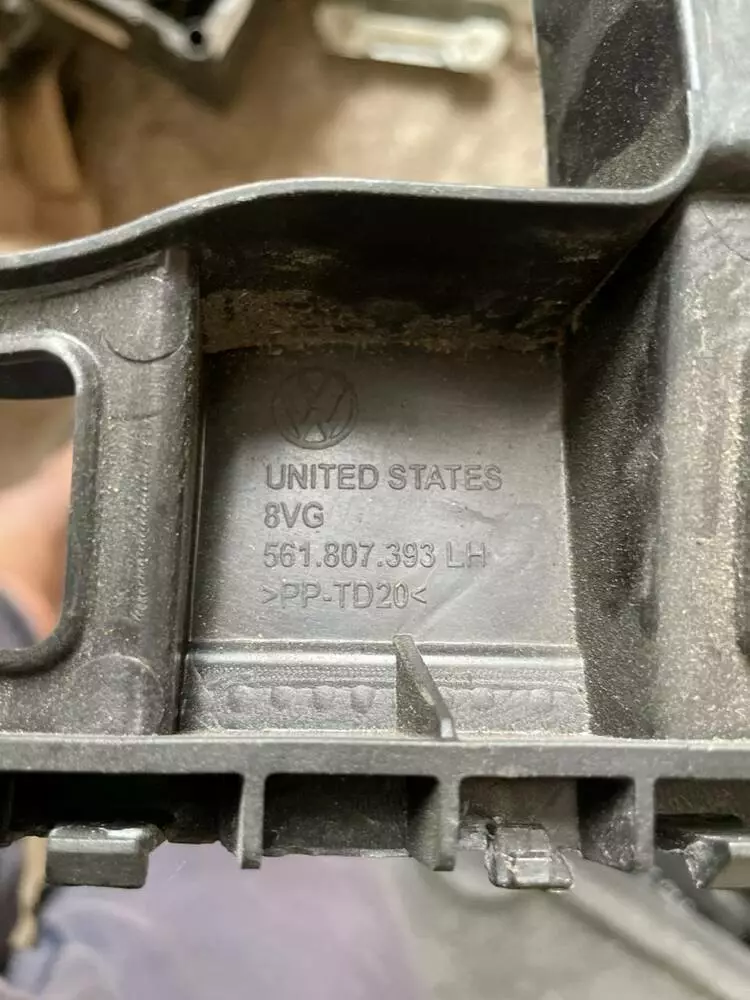 UNITED STATES
8VG
561.807.393 LH
>PP-TD20<